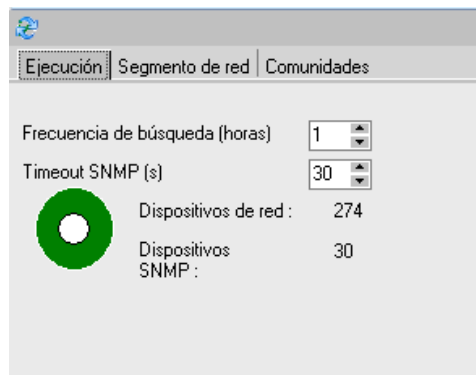 Ejecución Segmento de red Comunidades
Frecuencia de búsqueda (horas) 1
Timeout SNMP (s) 30
Dispositivos de red : 274
Dispositivos 30
SNMP :